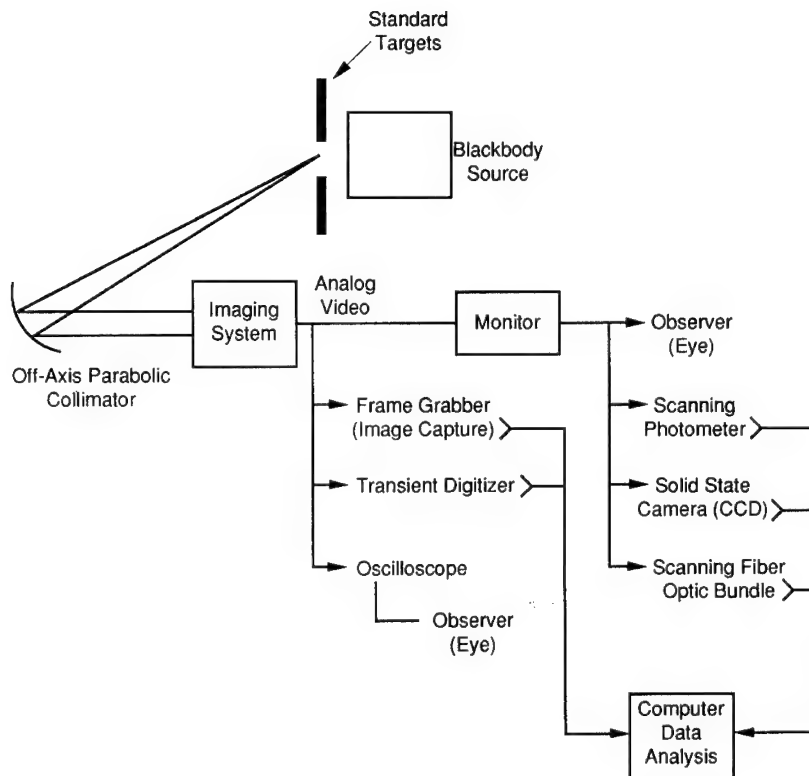 Standard
Targets
Blackbody
Source
Analog
Video
Imaging
System
Monitor
Observer
(Eye)
Off-Axis Parabolic
Collimator
Frame Grabber
(Image Capture)
Scanning
Photometer
Transient Digitizer
Solid State
Camera (CCD)
Oscilloscope
Scanning Fiber
Optic Bundle
Observer
(Eye)
Computer
Data
Analysis